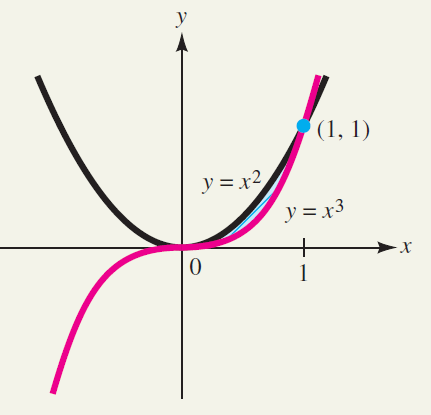 y
(1, 1)
y = x²
y = x³
x
0
1